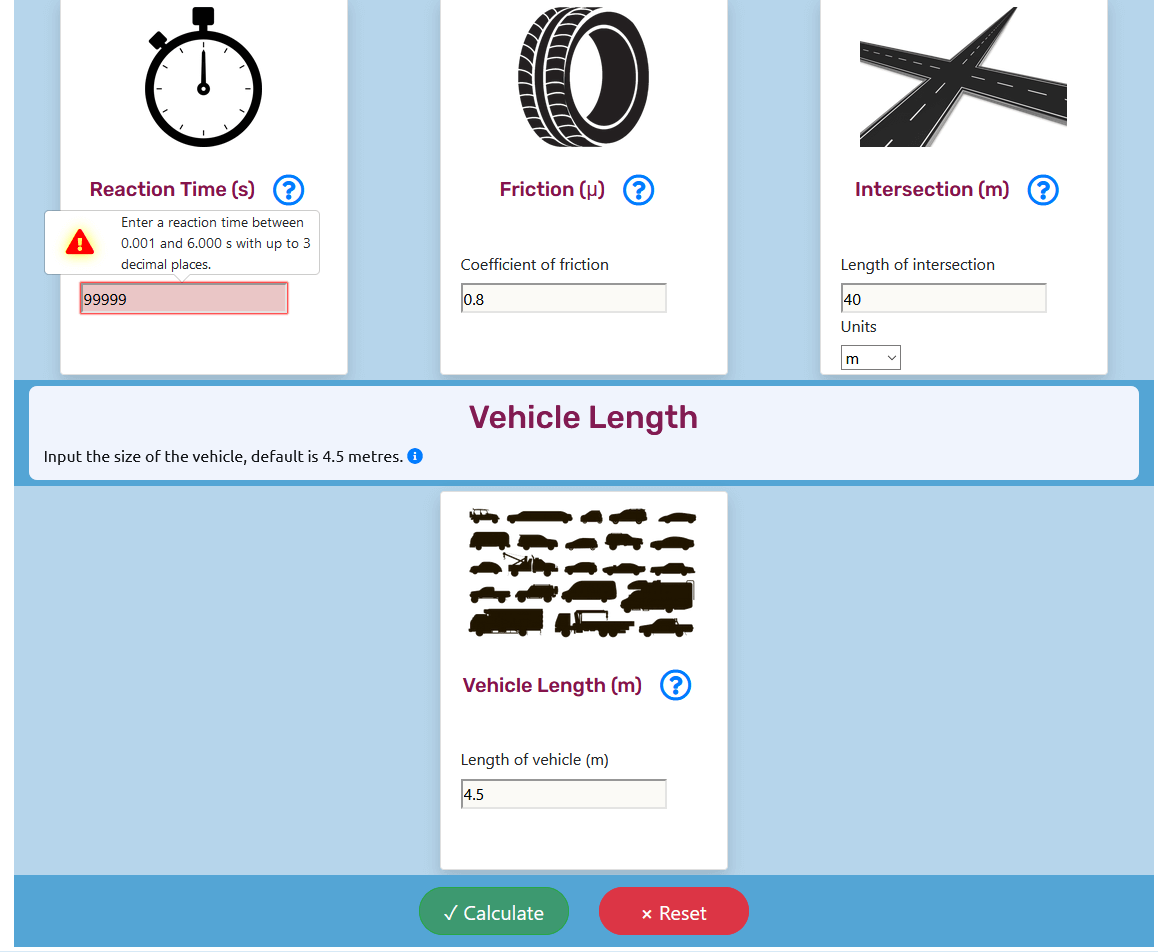 Reaction Time (s) ?
Friction (μ) ?
Intersection (m) ?
Enter a reaction time between
0.001 and 6.000 s with up to 3
decimal places.
99999
Coefficient of friction
0.8
Length of intersection
40
Units
m
Vehicle Length
Input the size of the vehicle, default is 4.5 metres. i
Vehicle Length (m) ?
Length of vehicle (m)
4.5
✓ Calculate
× Reset